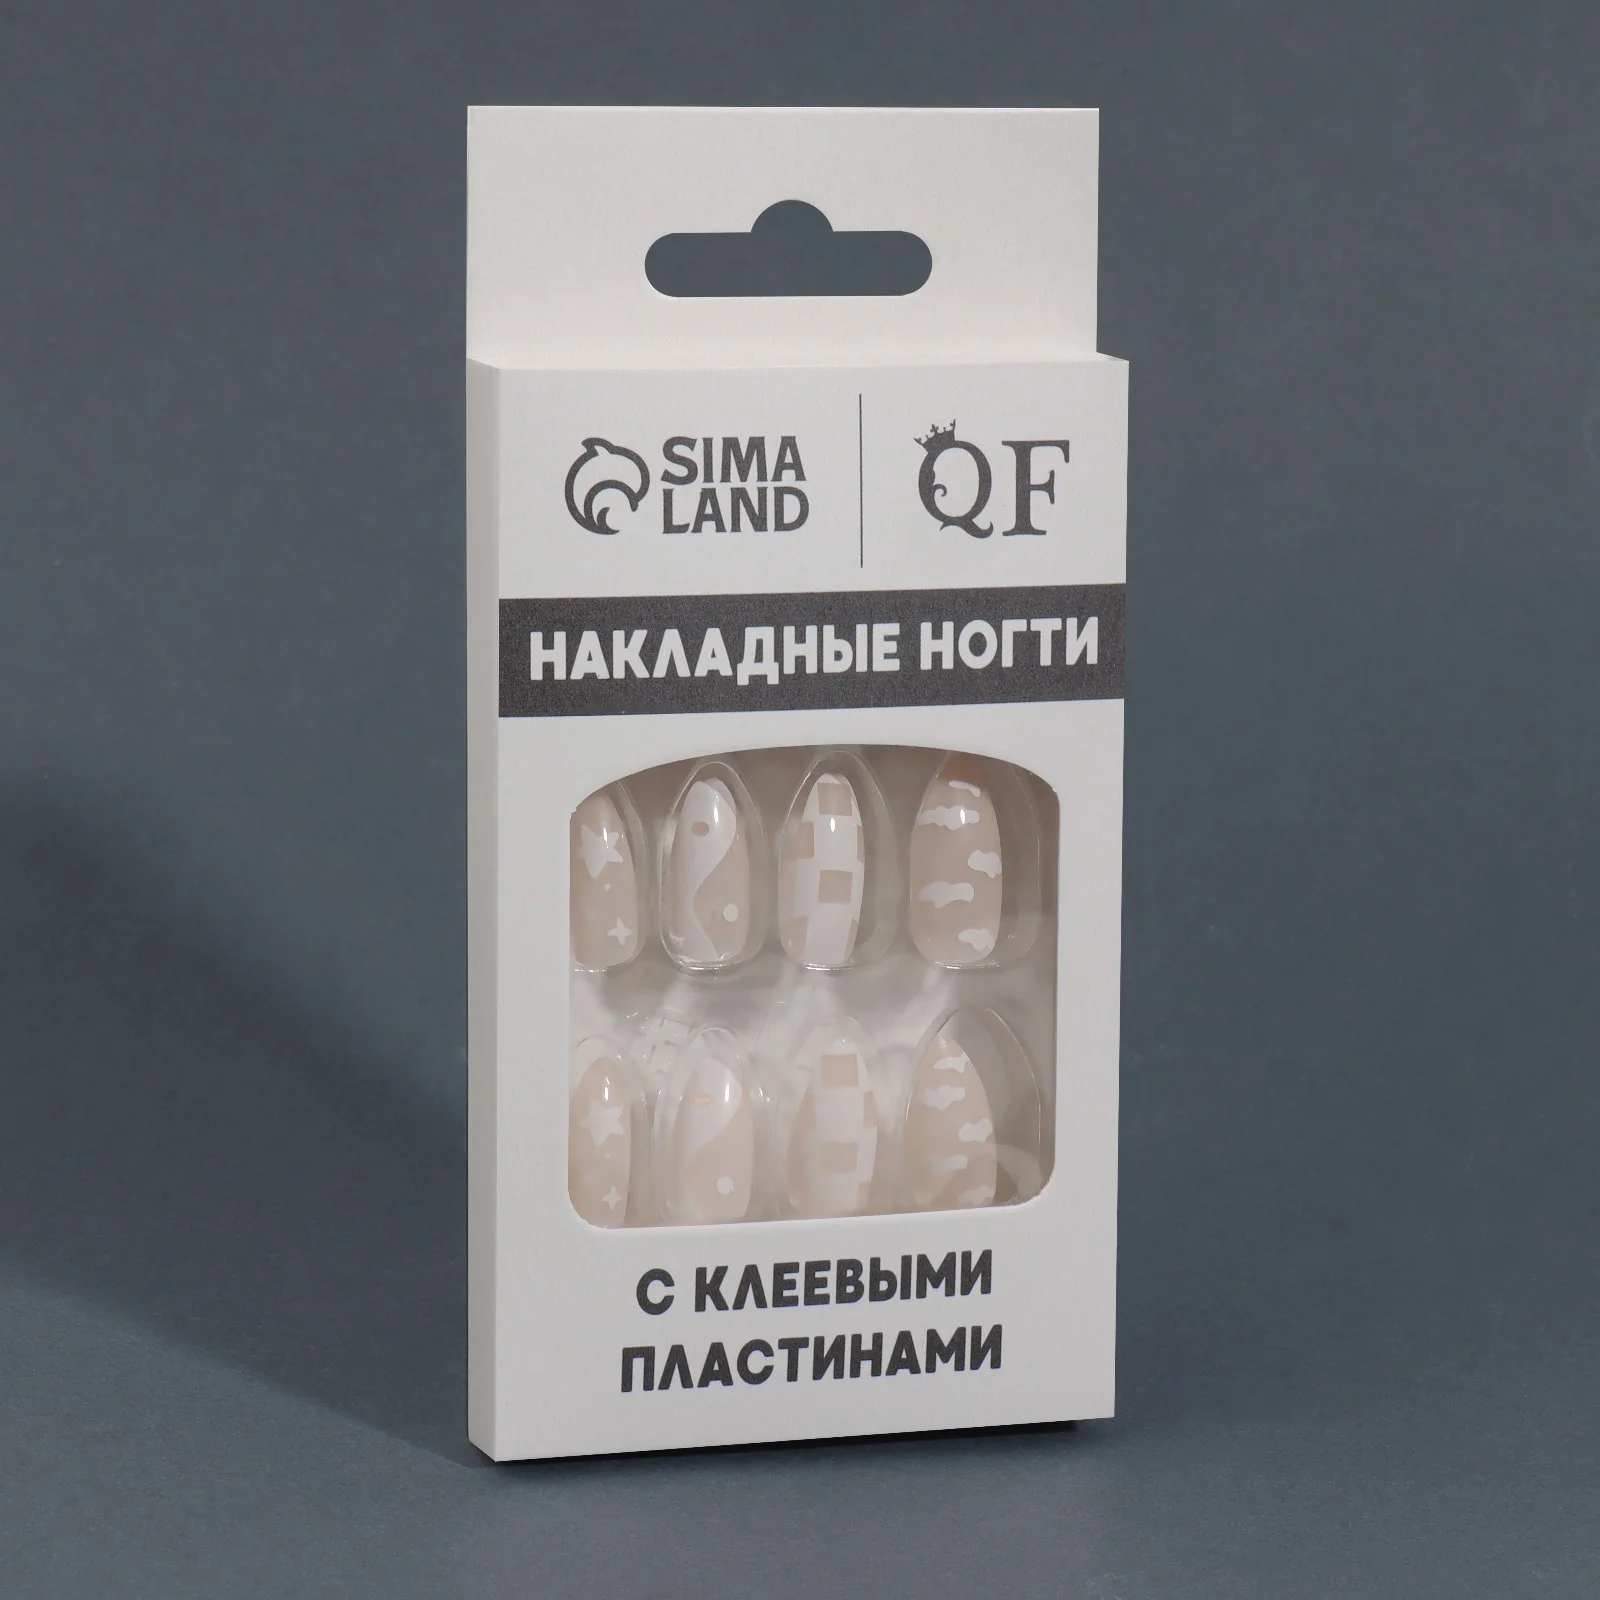 SIMA
LAND
QF
НАКЛАДНЫЕ НОГТИ
С КЛЕЕВЫМИ
ПЛАСТИНАМИ